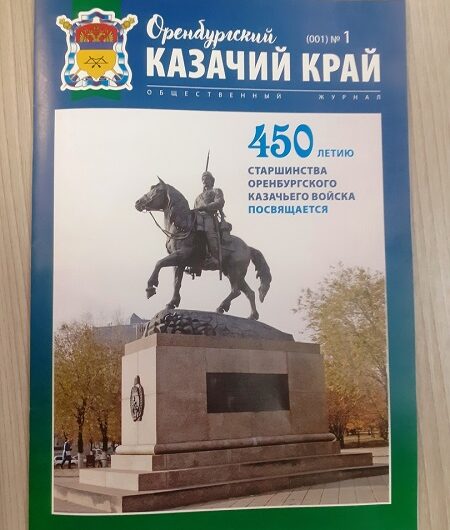 Оренбургский
(001) № 1
КАЗАЧИЙ КРАЙ
ОБЩЕСТВЕННЫЙ ЖУРНАЛ
450 ЛЕТИЮ
СТАРШИНСТВА
ОРЕНБУРГСКОГО
КАЗАЧЬЕГО ВОЙСКА
ПОСВЯЩАЕТСЯ